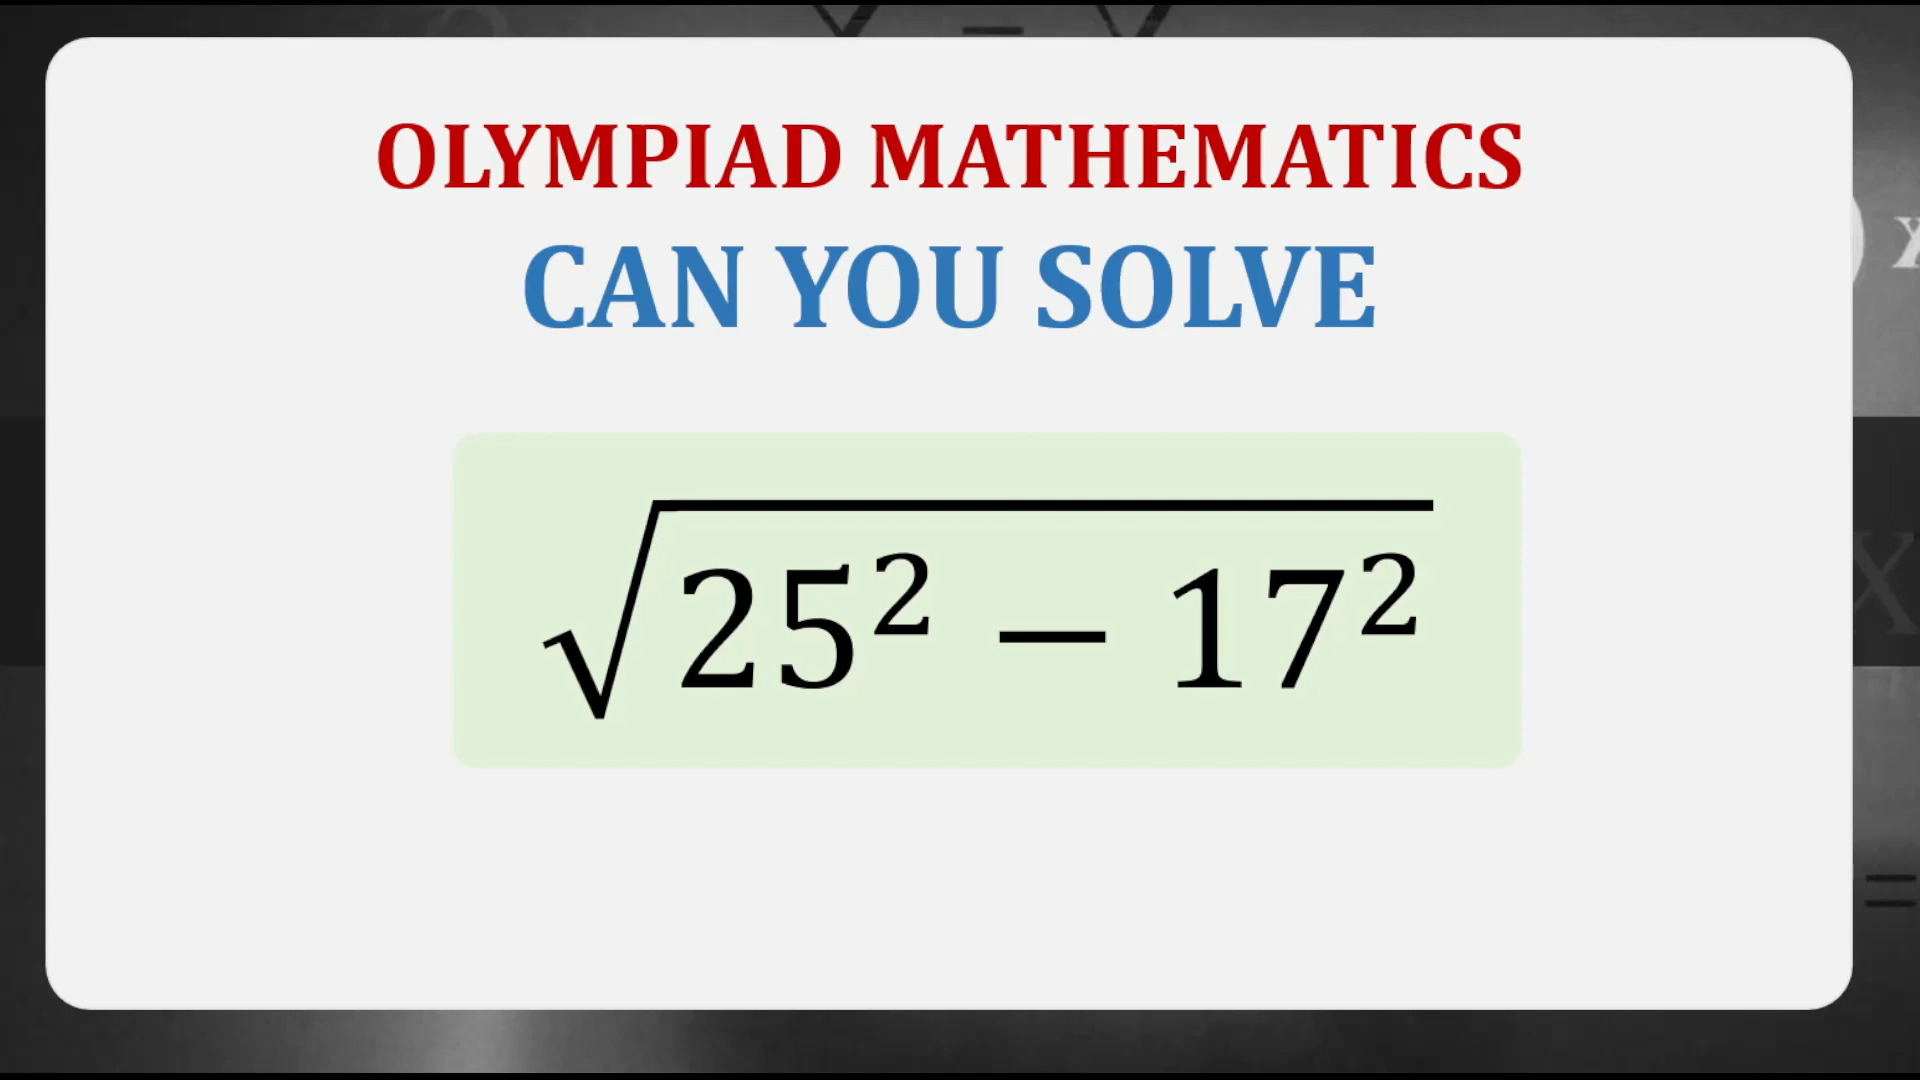 OLYMPIAD MATHEMATICS
CAN YOU SOLVE
√(25² − 17²)